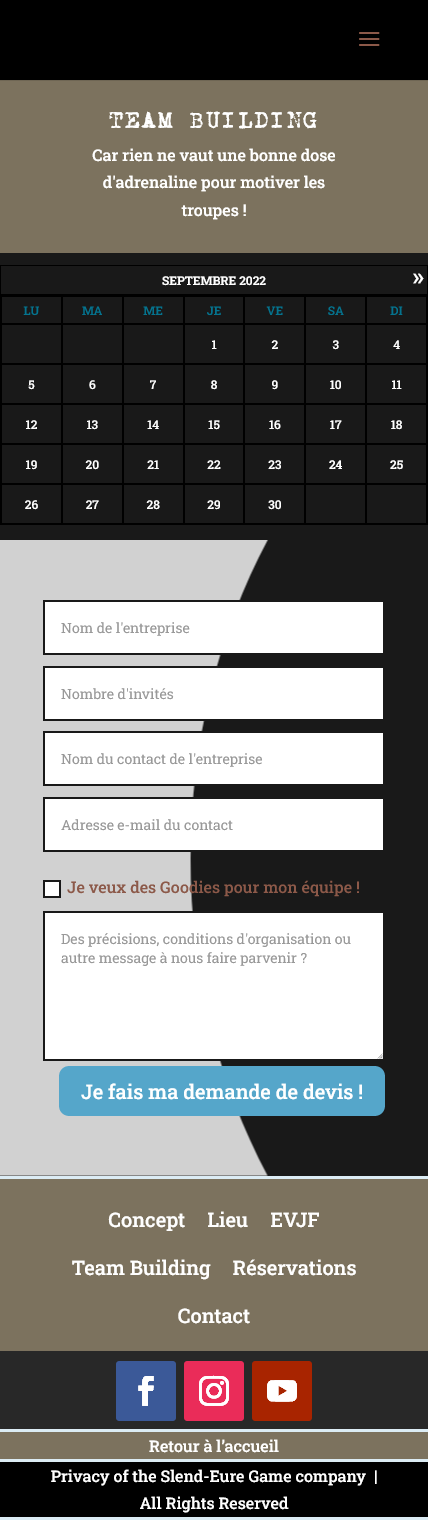 TEAM BUILDING
Car rien ne vaut une bonne dose
d'adrenaline pour motiver les
troupes !
SEPTEMBRE 2022 »
LU MA ME JE VE SA DI
1 2 3 4
5 6 7 8 9 10 11
12 13 14 15 16 17 18
19 20 21 22 23 24 25
26 27 28 29 30
Nom de l'entreprise
Nombre d'invités
Nom du contact de l'entreprise
Adresse e-mail du contact
Je veux des Goodies pour mon équipe !
Des précisions, conditions d'organisation ou
autre message à nous faire parvenir ?
Je fais ma demande de devis !
Concept Lieu EVJF
Team Building Réservations
Contact
Retour à l'accueil
Privacy of the Slend-Eure Game company |
All Rights Reserved